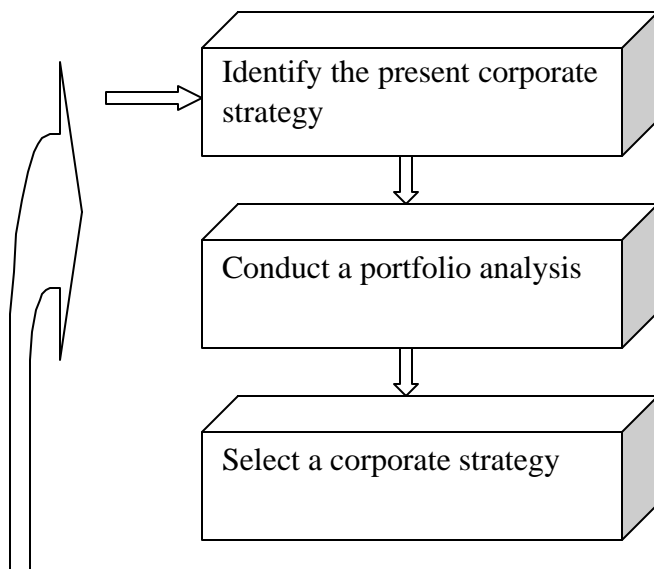 Identify the present corporate
strategy
Conduct a portfolio analysis
Select a corporate strategy